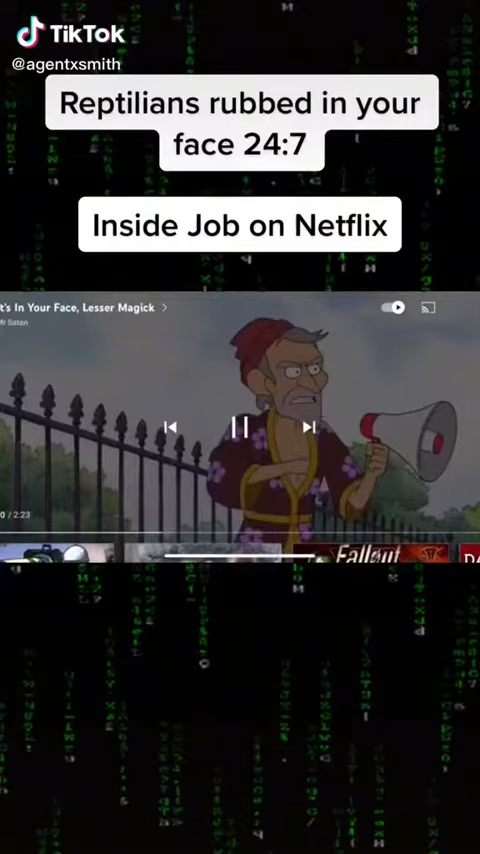 TikTok
@agentxsmith
Reptilians rubbed in your
face 24:7
Inside Job on Netflix
t's In Your Face, Lesser Magick
Mr Satan
0 / 2:23
Fallout